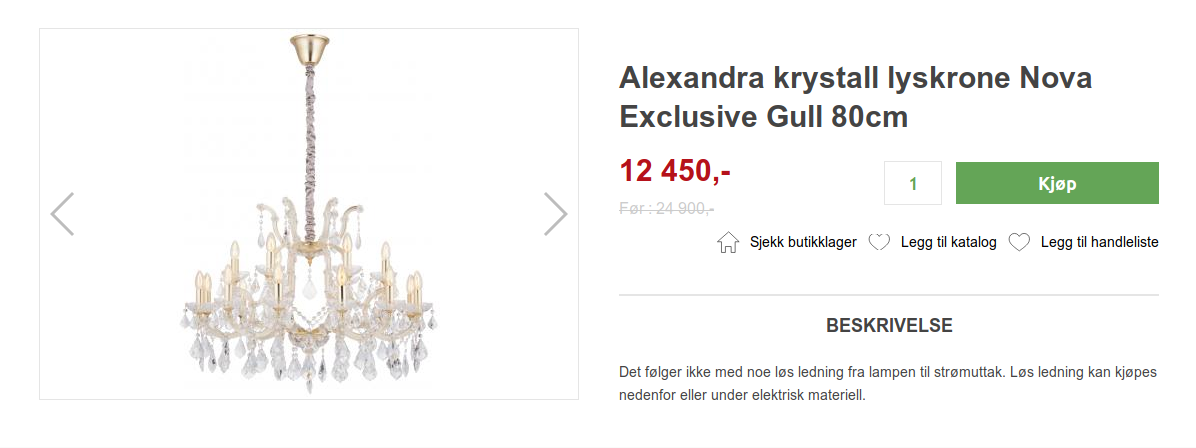 Alexandra krystall lyskrone Nova
Exclusive Gull 80cm
12 450,-
1
Kjøp
Før : 24 900,-
Sjekk butikklager
Legg til katalog
Legg til handleliste
BESKRIVELSE
Det følger ikke med noe løs ledning fra lampen til strømuttak. Løs ledning kan kjøpes
nedenfor eller under elektrisk materiell.